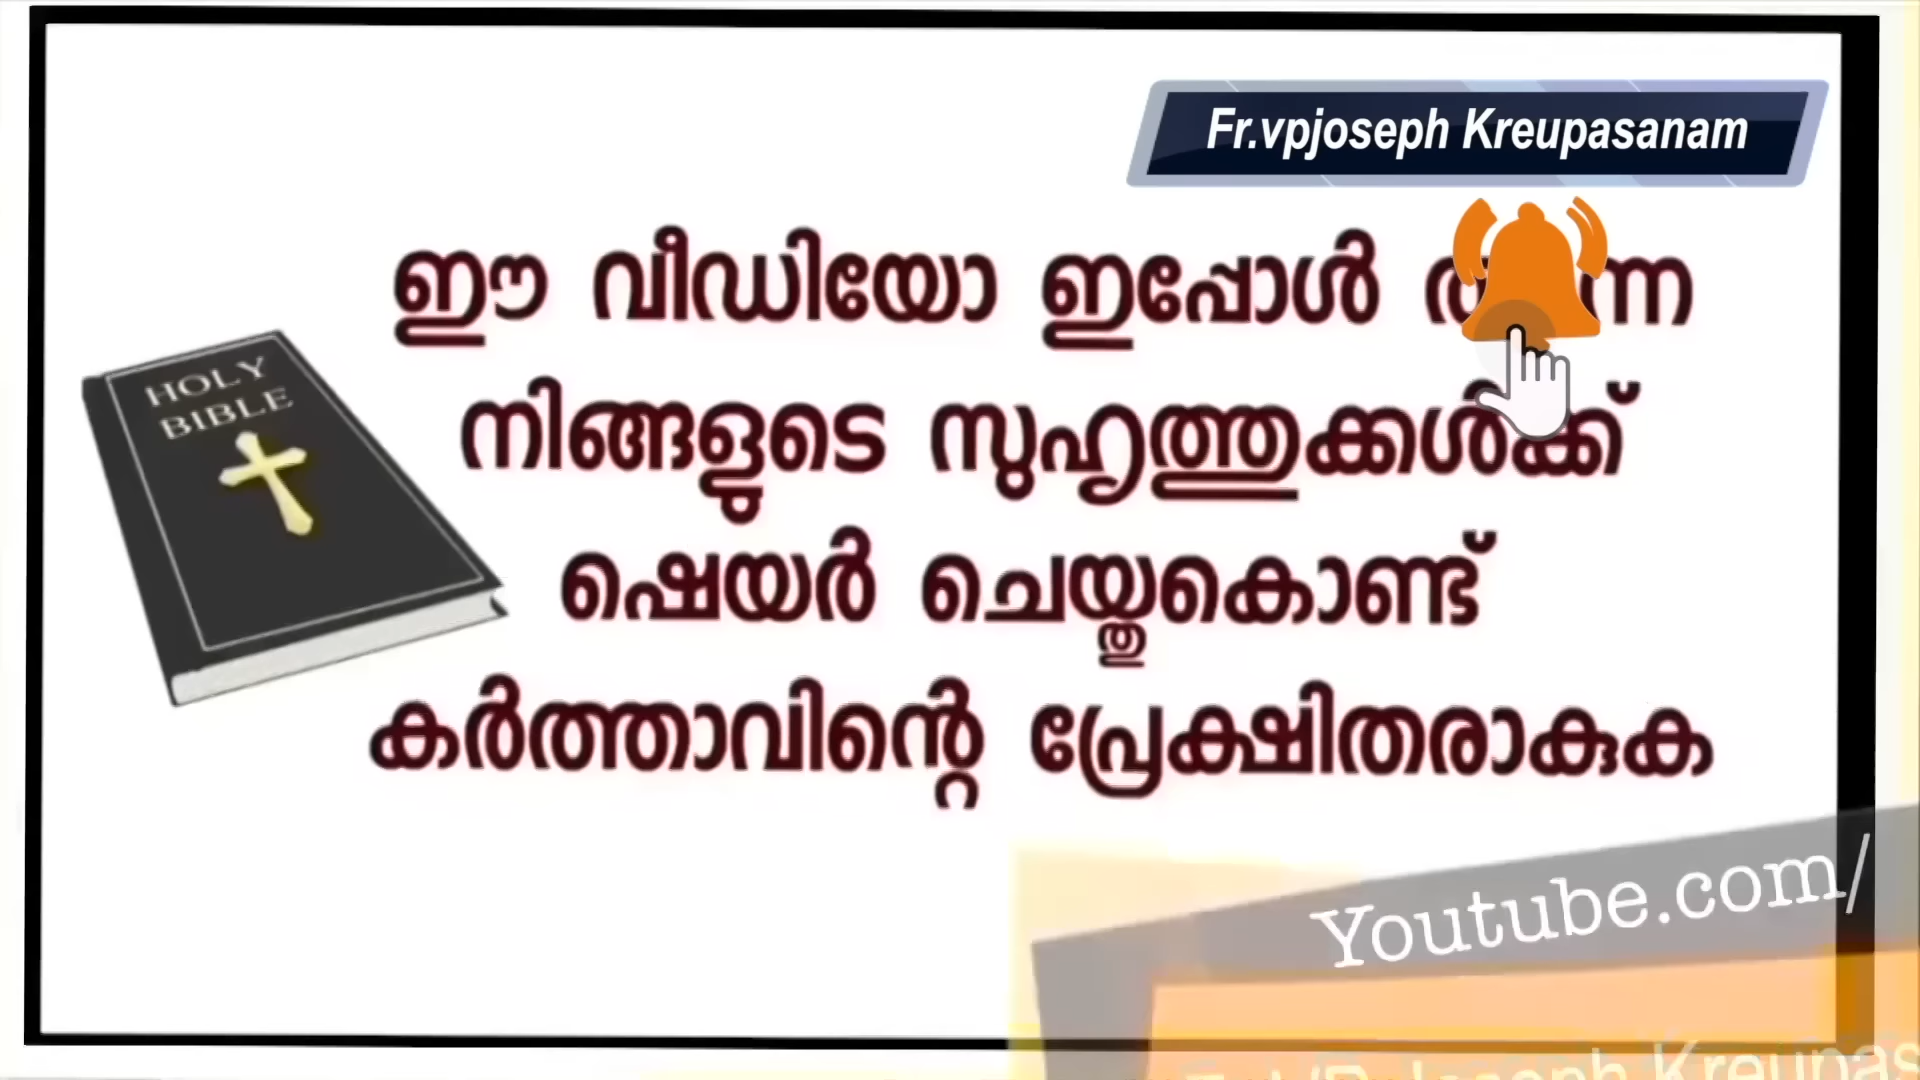 Fr.vpjoseph Kreupasanam
ഈ വീഡിയോ ഇപ്പോൾ
നിങ്ങളുടെ സുഹൃത്തുക്കൾക്ക്
ഷെയർ ചെയ്തുകൊണ്ട്
കർത്താവിന്റെ പ്രേക്ഷിതരാകുക
HOLY
BIBLE
Youtube.com/